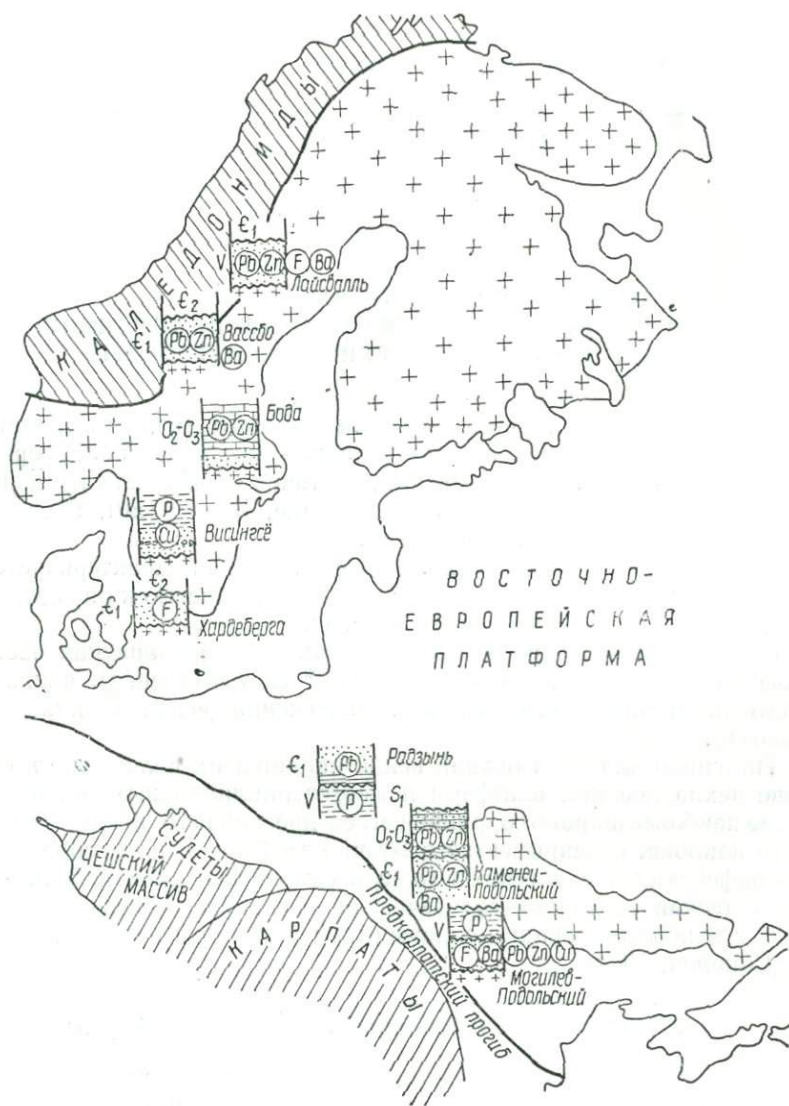 КАЛЕДОНИДЫ
Є₁
V Pb Zn F Ba
Лайсвалль
Є₂
Є₁ Pb Zn Вассбо
Ba
Бода
O₂-O₃ Pb Zn
V P
Cu Висингсё
Є₂
Є₁ F
Хардеберга
ВОСТОЧНО-
ЕВРОПЕЙСКАЯ
ПЛАТФОРМА
Є₁ Pb Радзынь
V P S₁
O₂-O₃ Pb Zn
Є₁ Pb Zn Каменец-
Ba Подольский
V P
F Ba Pb Zn Cu
Могилев-
Подольский
СУДЕТЫ
ЧЕШСКИЙ
МАССИВ
КАРПАТЫ
Предкарпатский прогиб